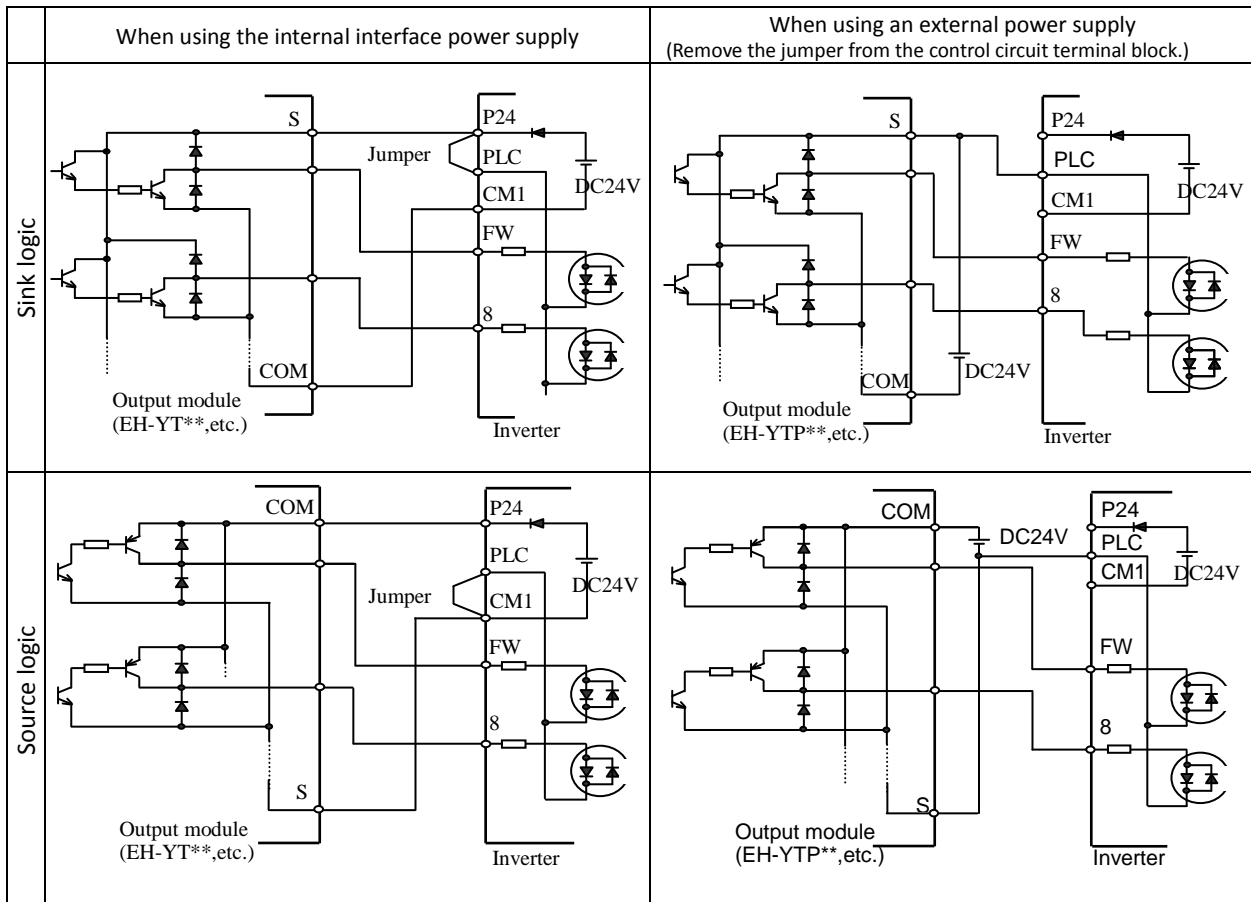 When using the internal interface power supply
When using an external power supply
(Remove the jumper from the control circuit terminal block.)
Sink logic
S
COM
Output module
(EH-YT**,etc.)
Jumper
P24
PLC
CM1
FW
8
DC24V
Inverter
S
COM
DC24V
Output module
(EH-YTP**,etc.)
P24
PLC
CM1
FW
8
DC24V
Inverter
Source logic
COM
S
Output module
(EH-YT**,etc.)
Jumper
P24
PLC
CM1
FW
8
DC24V
Inverter
COM
S
DC24V
Output module
(EH-YTP**,etc.)
P24
PLC
CM1
FW
8
DC24V
Inverter